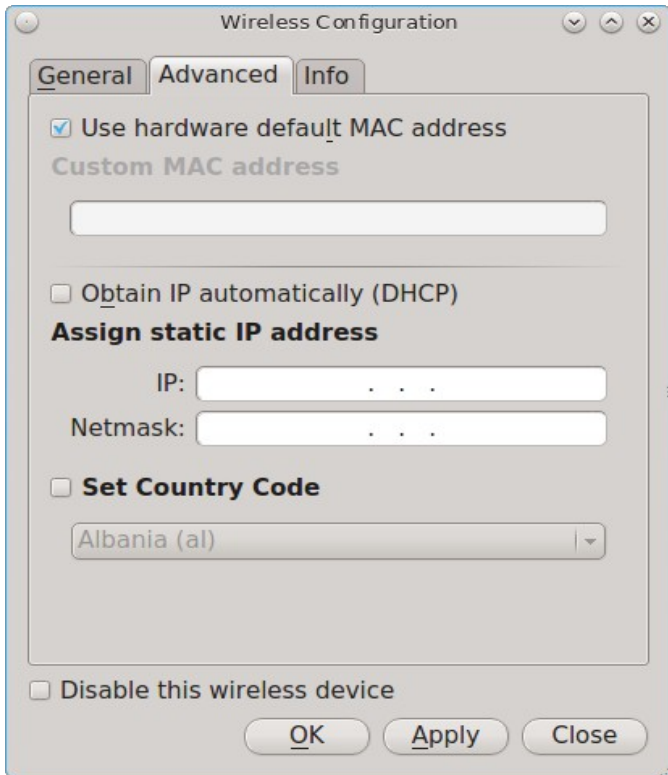 Wireless Configuration
General Advanced Info
Use hardware default MAC address
Custom MAC address
Obtain IP automatically (DHCP)
Assign static IP address
IP: . . .
Netmask: . . .
Set Country Code
Albania (al)
Disable this wireless device
OK Apply Close